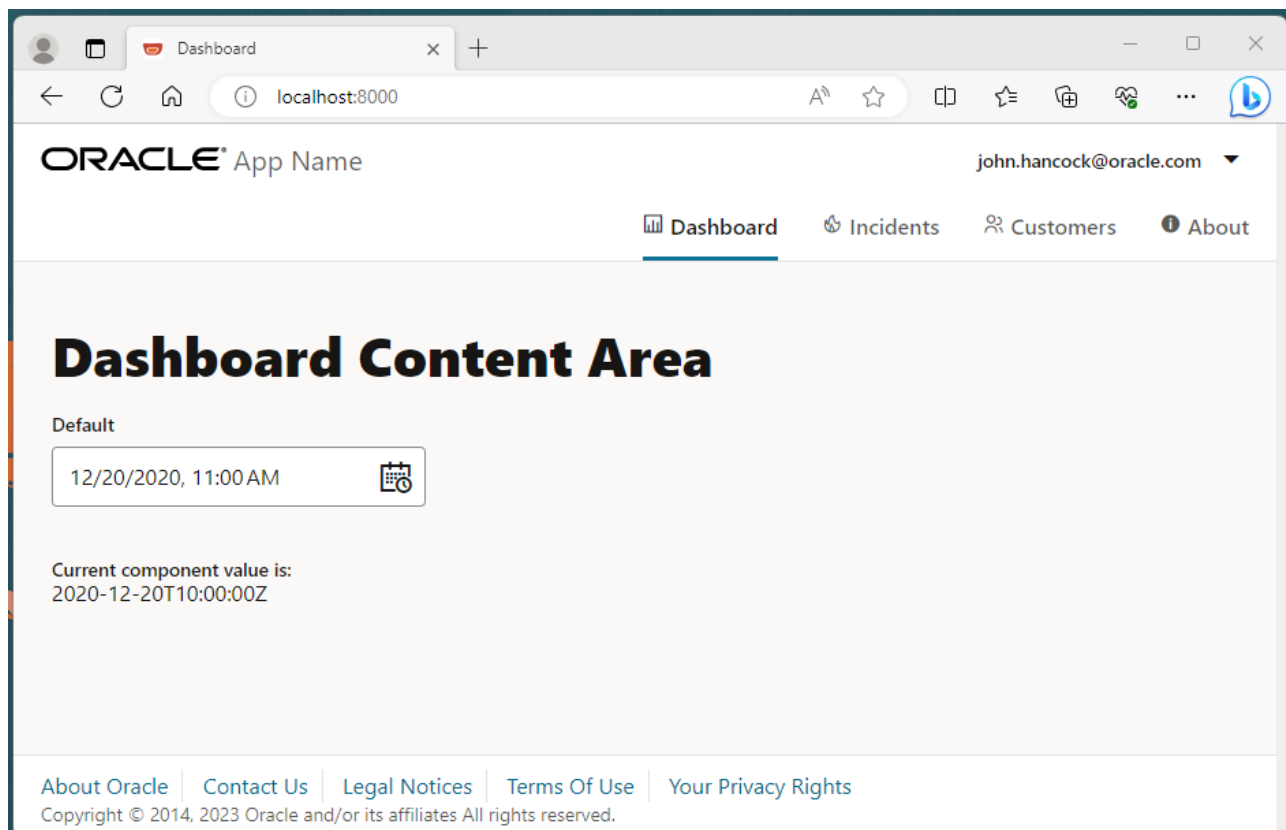 Dashboard
localhost:8000
ORACLE App Name
john.hancock@oracle.com
Dashboard Incidents Customers About
Dashboard Content Area
Default
12/20/2020, 11:00 AM
Current component value is:
2020-12-20T10:00:00Z
About Oracle Contact Us Legal Notices Terms Of Use Your Privacy Rights
Copyright © 2014, 2023 Oracle and/or its affiliates All rights reserved.